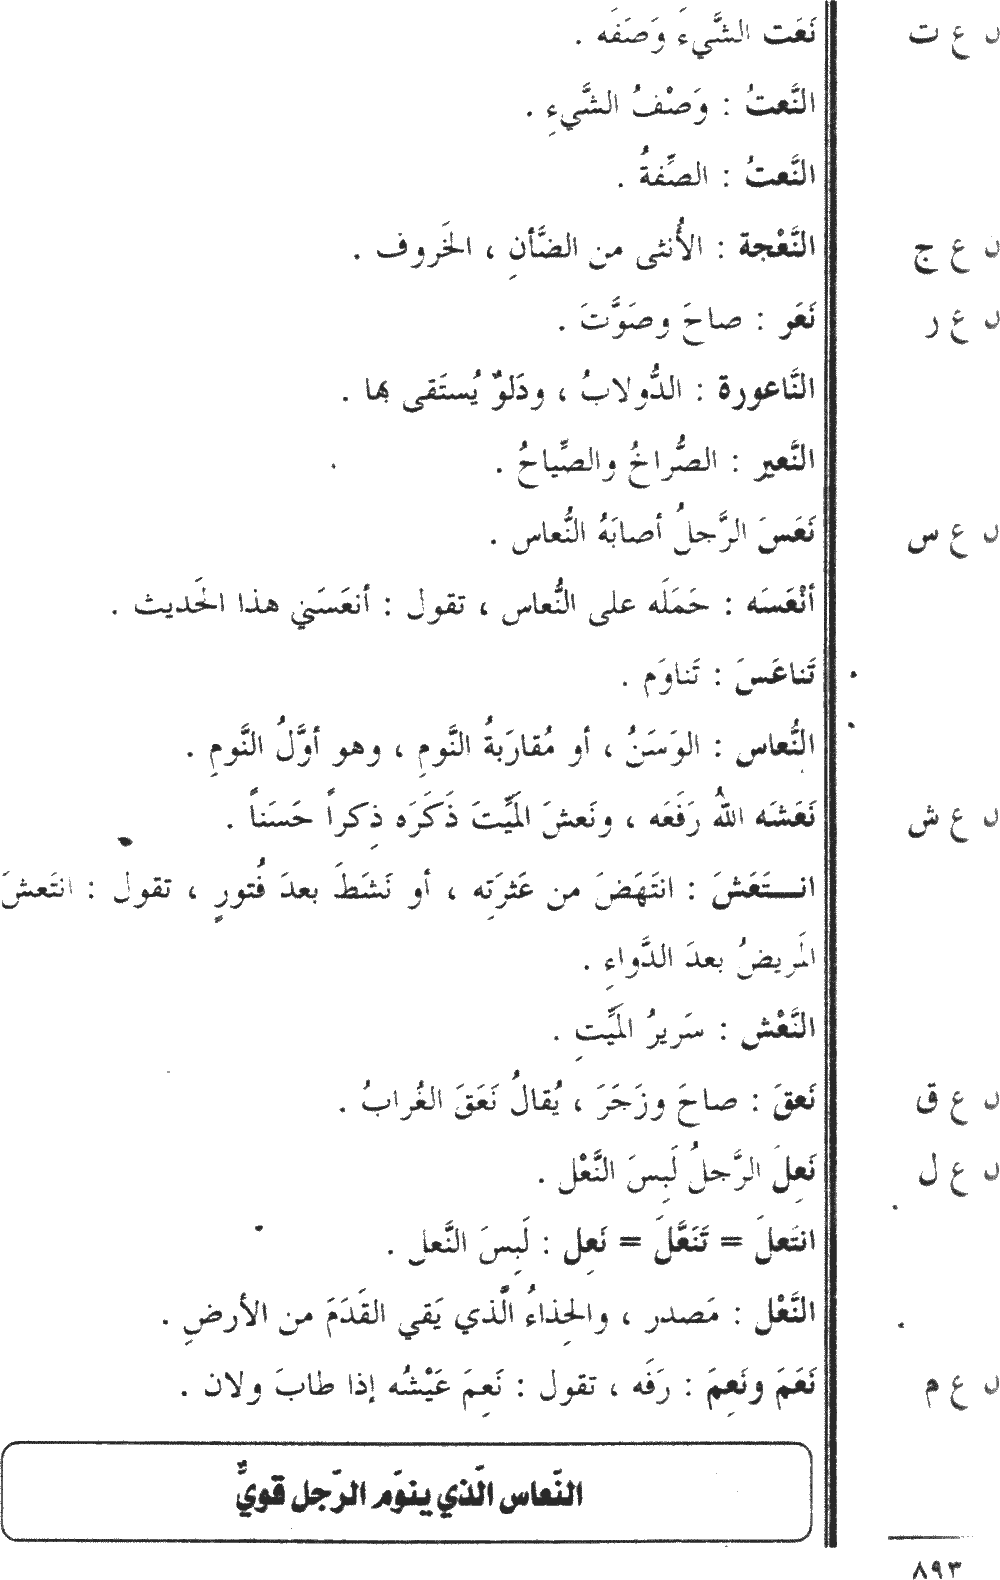 ن ع ت نَعَت الشَّيءَ وَصَفَه .
النَّعتُ : وَصْفُ الشَّيءِ .
النَّعتُ : الصِّفةُ .
ن ع ج النَّعْجة : الأُنثى من الضَّأنِ ، الخَروف .
ن ع ر نَعَر : صاحَ وصَوَّتَ .
النَّاعورة : الدُّولابُ ، ودَلوٌ يُستَقى بها .
النَّعير : الصُّراخُ والصِّياحُ .
ن ع س نَعَسَ الرَّجلُ أصابَهُ النُّعاس .
أنْعَسَه : حَمَلَه على النُّعاس ، تقول : أنعَسَني هذا الحَديث .
تَناعَسَ : تَناوَم .
النُّعاس : الوَسَنُ ، أو مُقارَبةُ النَّومِ ، وهو أوَّلُ النَّومِ .
ن ع ش نَعَشَه اللهُ رَفَعَه ، ونَعشَ المَيِّتَ ذَكَرَه ذِكراً حَسَناً .
انــتَعَشَ : انتَهَضَ من عَثرَتِه ، أو نَشَطَ بعدَ فُتورٍ ، تقول : انتَعشَ
المَريضُ بعدَ الدَّواءِ .
النَّعْش : سَريرُ المَيِّتِ .
ن ع ق نَعقَ : صاحَ وزَجَرَ ، يُقالُ نَعَقَ الغُرابُ .
ن ع ل نَعِلَ الرَّجلُ لَبِسَ النَّعْل .
انتَعلَ = تَنَعَّلَ = نَعِل : لَبِسَ النَّعل .
النَّعْل : مَصدر ، والحِذاءُ الَّذي يَقي القَدَمَ من الأرضِ .
ن ع م نَعَمَ ونَعِمَ : رَفَه ، تقول : نَعِمَ عَيْشُه إذا طابَ ولان .
النّعاس الّذي ينوّم الرّجل قويٌّ
٨٩٣